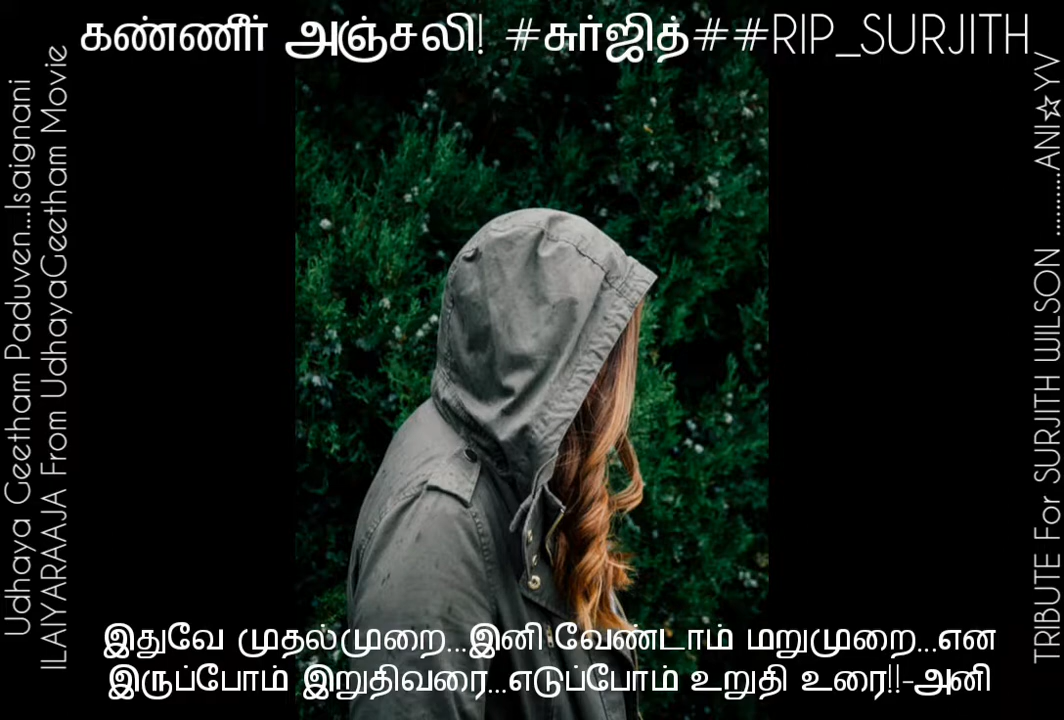 கண்ணீர் அஞ்சலி! #சுர்ஜித்##RIP_SURJITH
Udhaya Geetham Paduven...Isaignani
ILAIYARAAJA From UdhayaGeetham Movie
TRIBUTE For SURJITH WILSON ..........ANI☆YV
இதுவே முதல்முறை...இனி வேண்டாம் மறுமுறை...என
இருப்போம் இறுதிவரை...எடுப்போம் உறுதி உரை!!-அனி